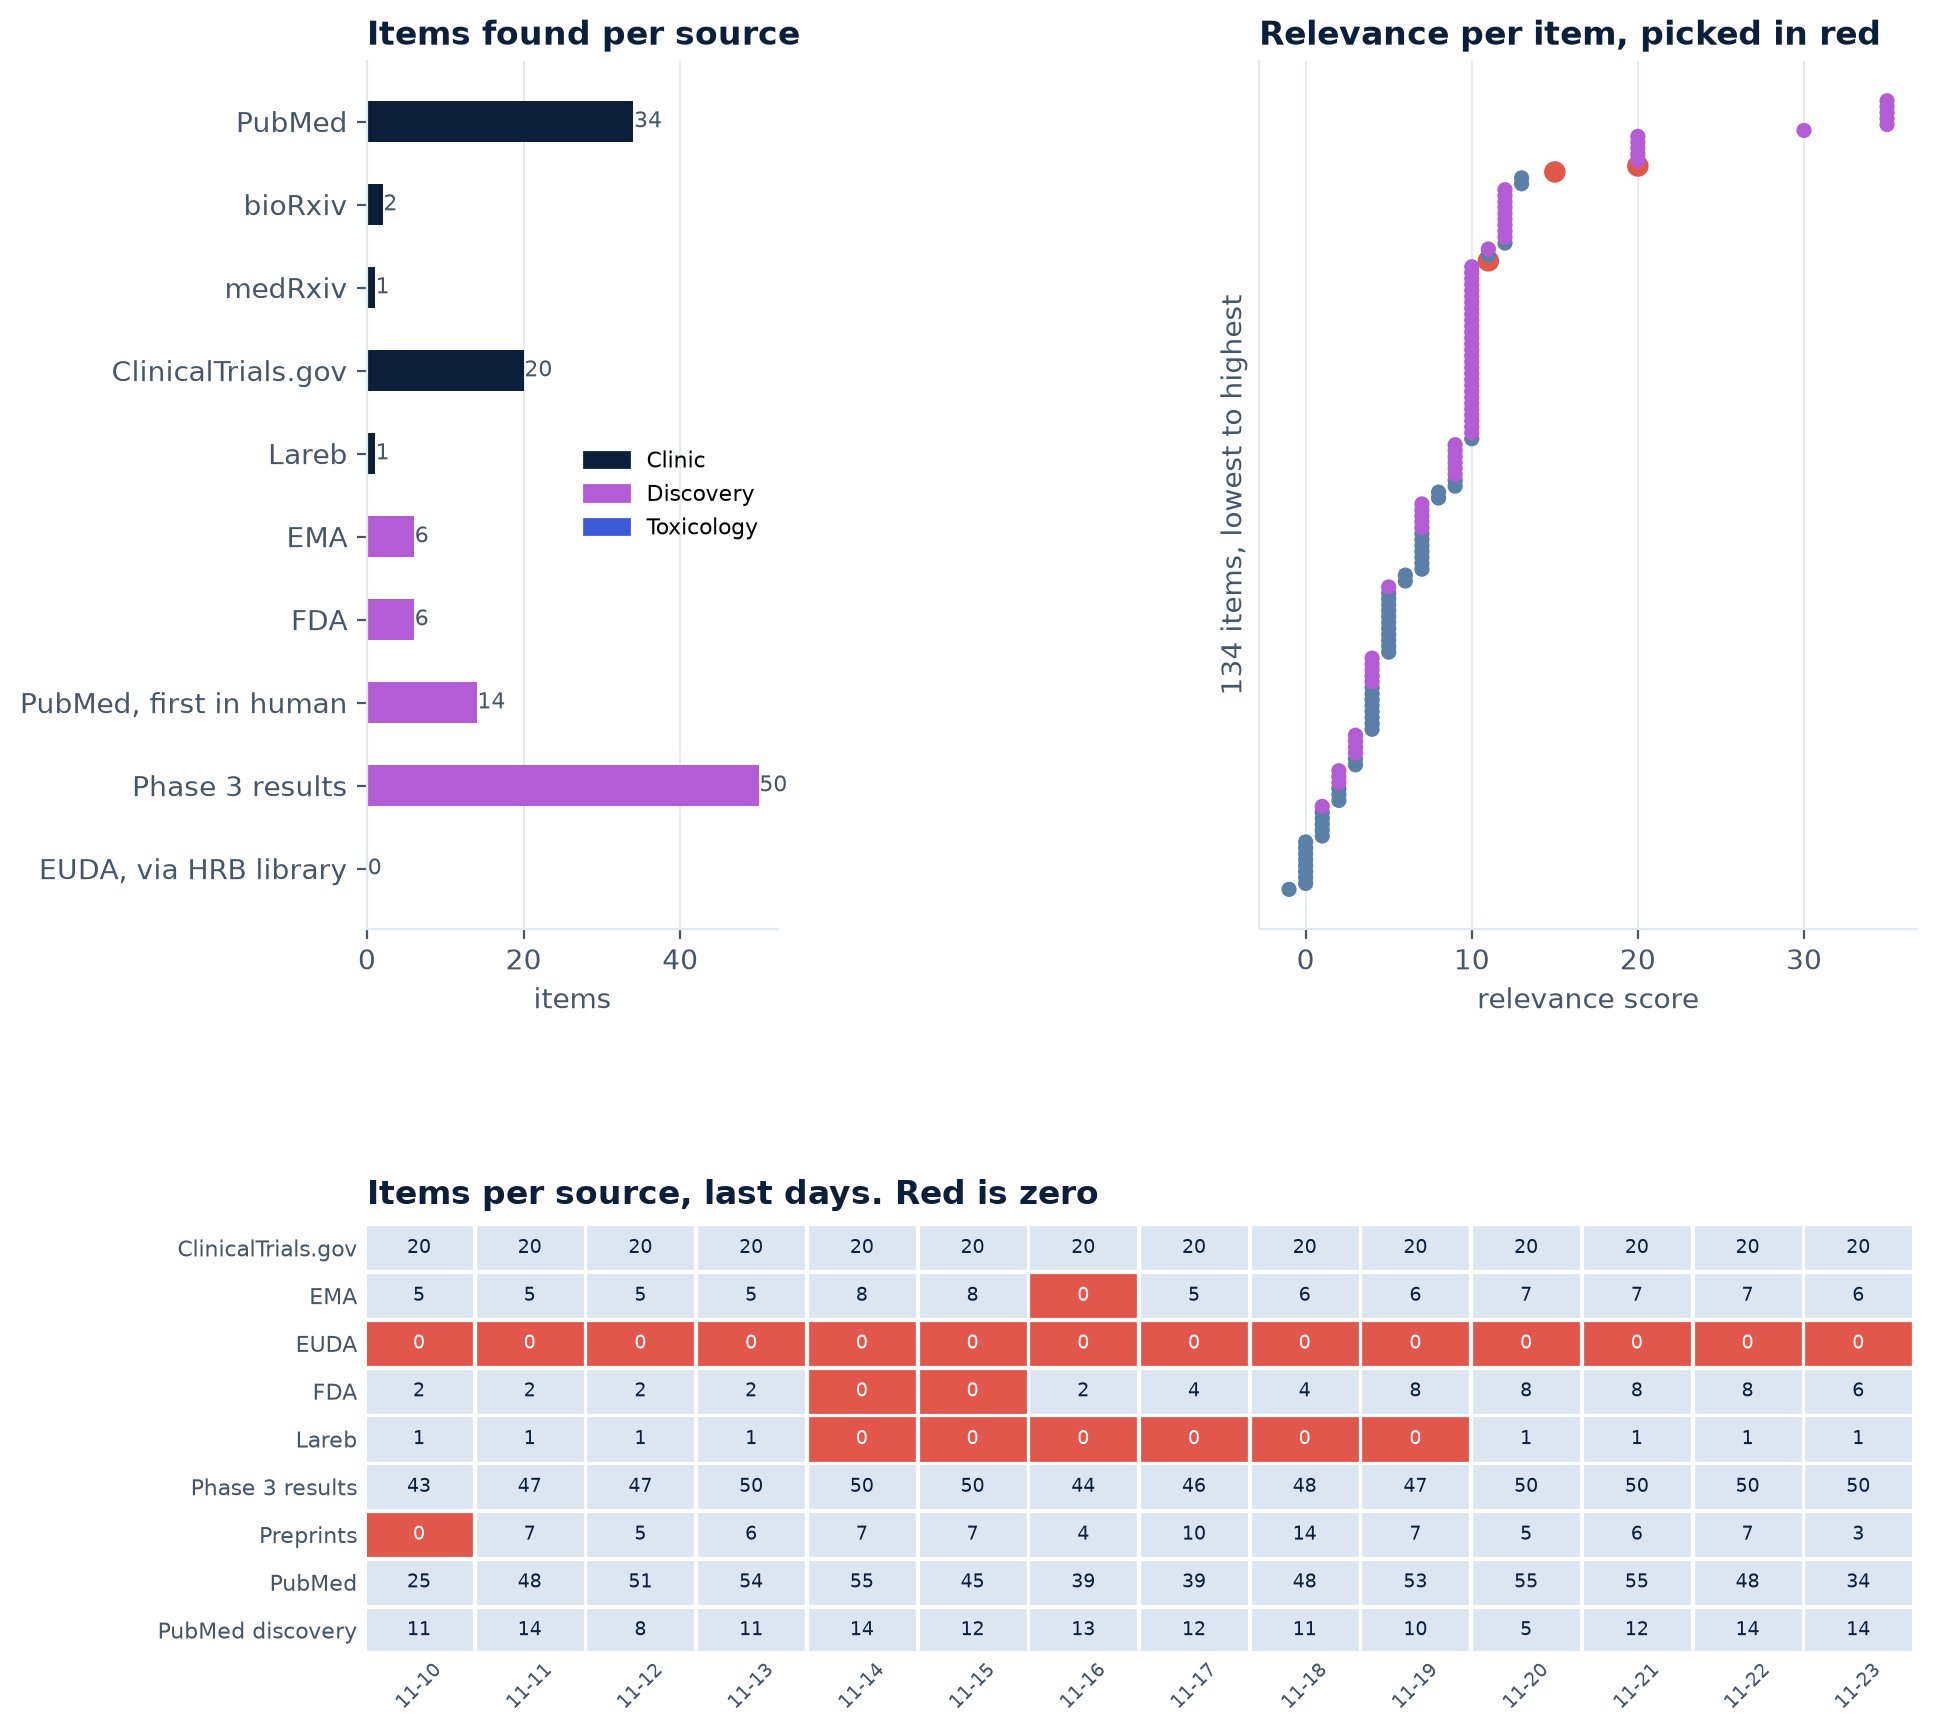 Items found per source
PubMed 34
bioRxiv 2
medRxiv 1
ClinicalTrials.gov 20
Lareb 1
EMA 6
FDA 6
PubMed, first in human 14
Phase 3 results 50
EUDA, via HRB library 0
Clinic
Discovery
Toxicology
0 20 40
items
Relevance per item, picked in red
134 items, lowest to highest
0 10 20 30
relevance score
Items per source, last days. Red is zero
ClinicalTrials.gov 20 20 20 20 20 20 20 20 20 20 20 20 20 20
EMA 5 5 5 5 8 8 0 5 6 6 7 7 7 6
EUDA 0 0 0 0 0 0 0 0 0 0 0 0 0 0
FDA 2 2 2 2 0 0 2 4 4 8 8 8 8 6
Lareb 1 1 1 1 0 0 0 0 0 0 1 1 1 1
Phase 3 results 43 47 47 50 50 50 44 46 48 47 50 50 50 50
Preprints 0 7 5 6 7 7 4 10 14 7 5 6 7 3
PubMed 25 48 51 54 55 45 39 39 48 53 55 55 48 34
PubMed discovery 11 14 8 11 14 12 13 12 11 10 5 12 14 14
11-10 11-11 11-12 11-13 11-14 11-15 11-16 11-17 11-18 11-19 11-20 11-21 11-22 11-23